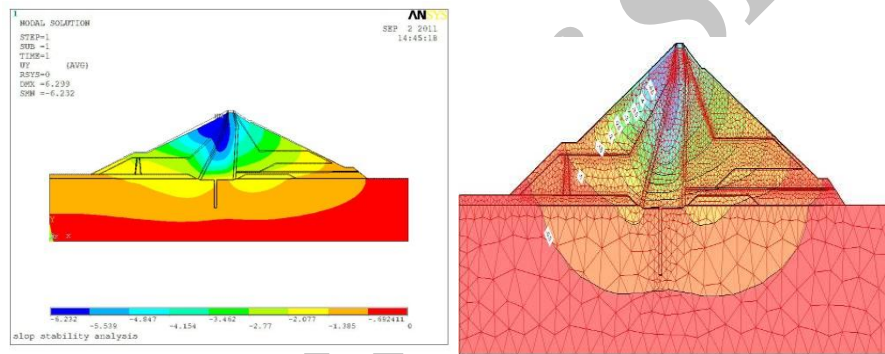 1
NODAL SOLUTION
ANSYS
SEP 2 2011
14:45:18
STEP=1
SUB =1
TIME=1
UY (AVG)
RSYS=0
DMX =6.299
SMN =-6.232
Y
X
-6.232 -4.847 -3.462 -2.077 -.692411
-5.539 -4.154 -2.77 -1.385 0
slop stability analysis